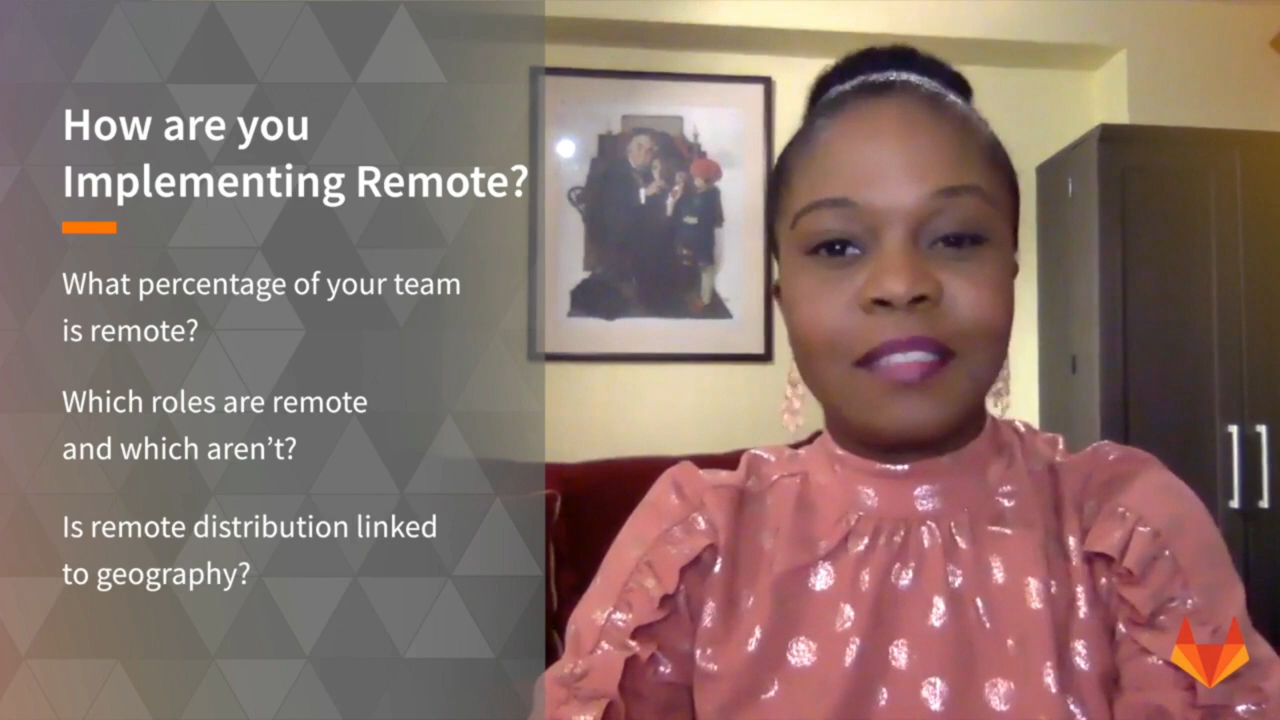 How are you
Implementing Remote?
What percentage of your team
is remote?
Which roles are remote
and which aren’t?
Is remote distribution linked
to geography?